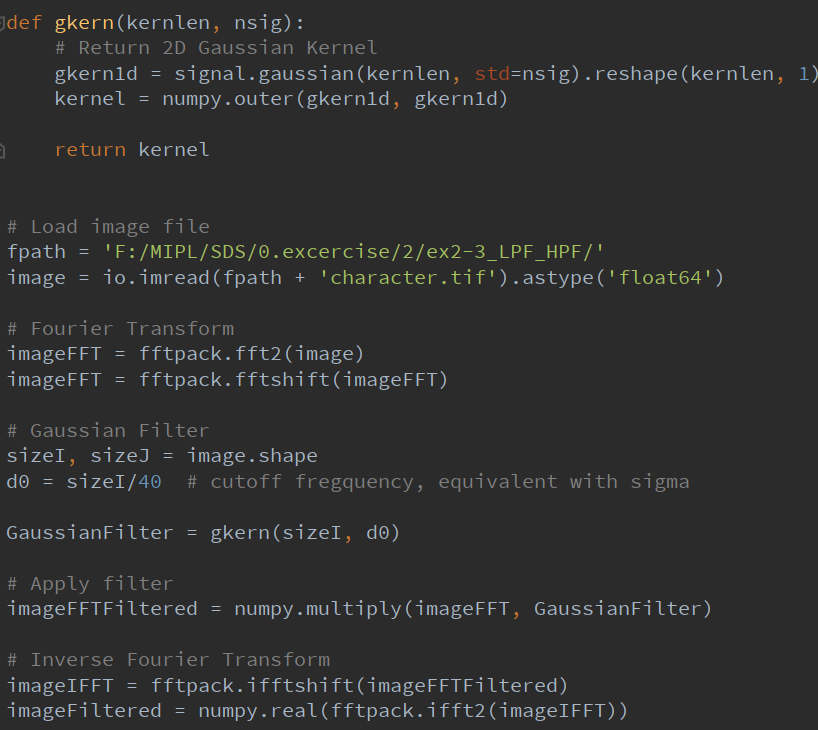 def gkern(kernlen, nsig):
    # Return 2D Gaussian Kernel
    gkern1d = signal.gaussian(kernlen, std=nsig).reshape(kernlen, 1)
    kernel = numpy.outer(gkern1d, gkern1d)
    return kernel
# Load image file
fpath = 'F:/MIPL/SDS/0.excercise/2/ex2-3_LPF_HPF/'
image = io.imread(fpath + 'character.tif').astype('float64')
# Fourier Transform
imageFFT = fftpack.fft2(image)
imageFFT = fftpack.fftshift(imageFFT)
# Gaussian Filter
sizeI, sizeJ = image.shape
d0 = sizeI/40  # cutoff fregquency, equivalent with sigma
GaussianFilter = gkern(sizeI, d0)
# Apply filter
imageFFTFiltered = numpy.multiply(imageFFT, GaussianFilter)
# Inverse Fourier Transform
imageIFFT = fftpack.ifftshift(imageFFTFiltered)
imageFiltered = numpy.real(fftpack.ifft2(imageIFFT))